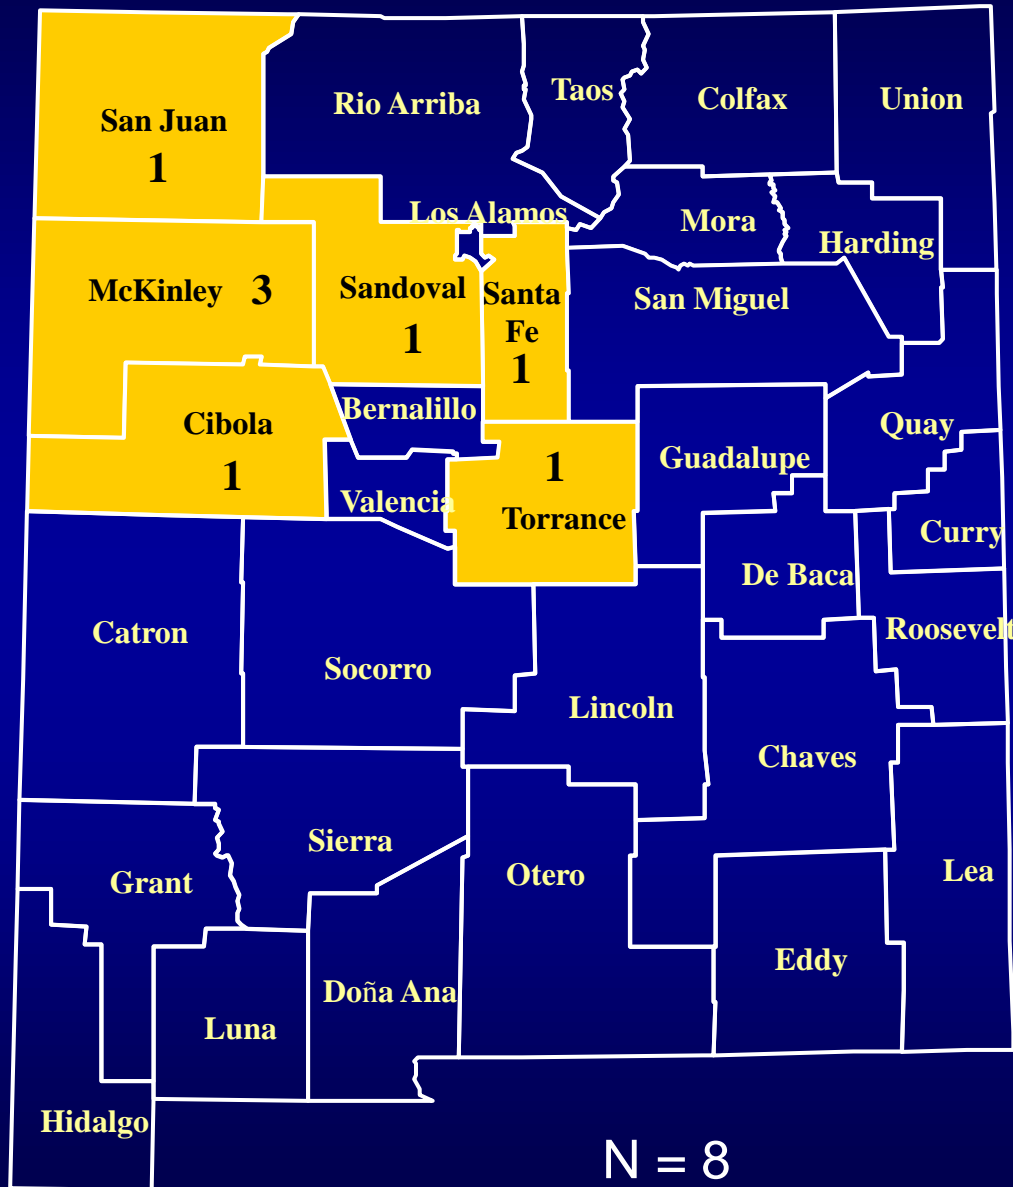 Rio Arriba
Taos
Colfax
Union
San Juan
1
Los Alamos
Mora
Harding
McKinley 3
Sandoval
1
Santa
Fe
1
San Miguel
Cibola
1
Bernalillo
Guadalupe
Quay
Valencia
1
Torrance
Curry
De Baca
Catron
Socorro
Roosevelt
Lincoln
Chaves
Sierra
Grant
Otero
Lea
Eddy
Doña Ana
Luna
Hidalgo
N = 8